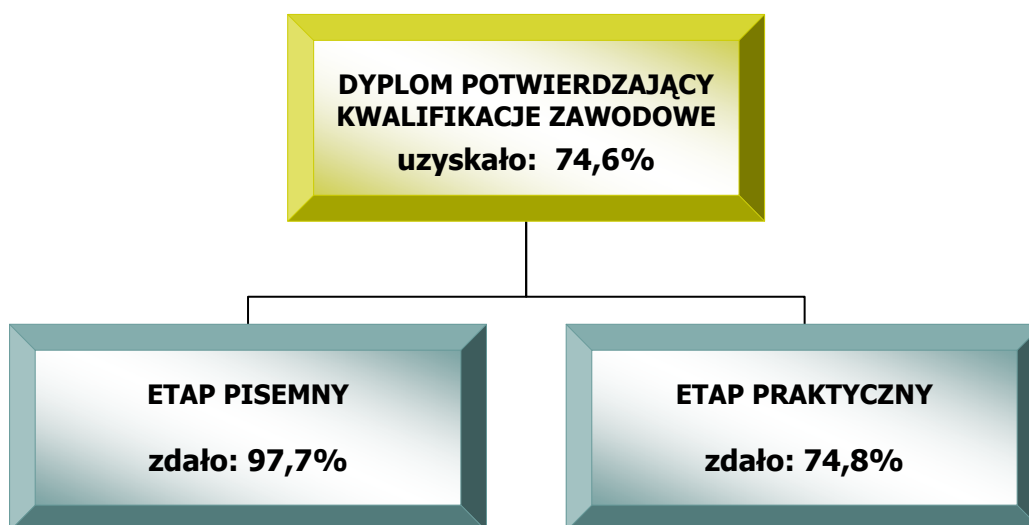 DYPLOM POTWIERDZAJĄCY
KWALIFIKACJE ZAWODOWE
uzyskało: 74,6%
ETAP PISEMNY
zdało: 97,7%
ETAP PRAKTYCZNY
zdało: 74,8%